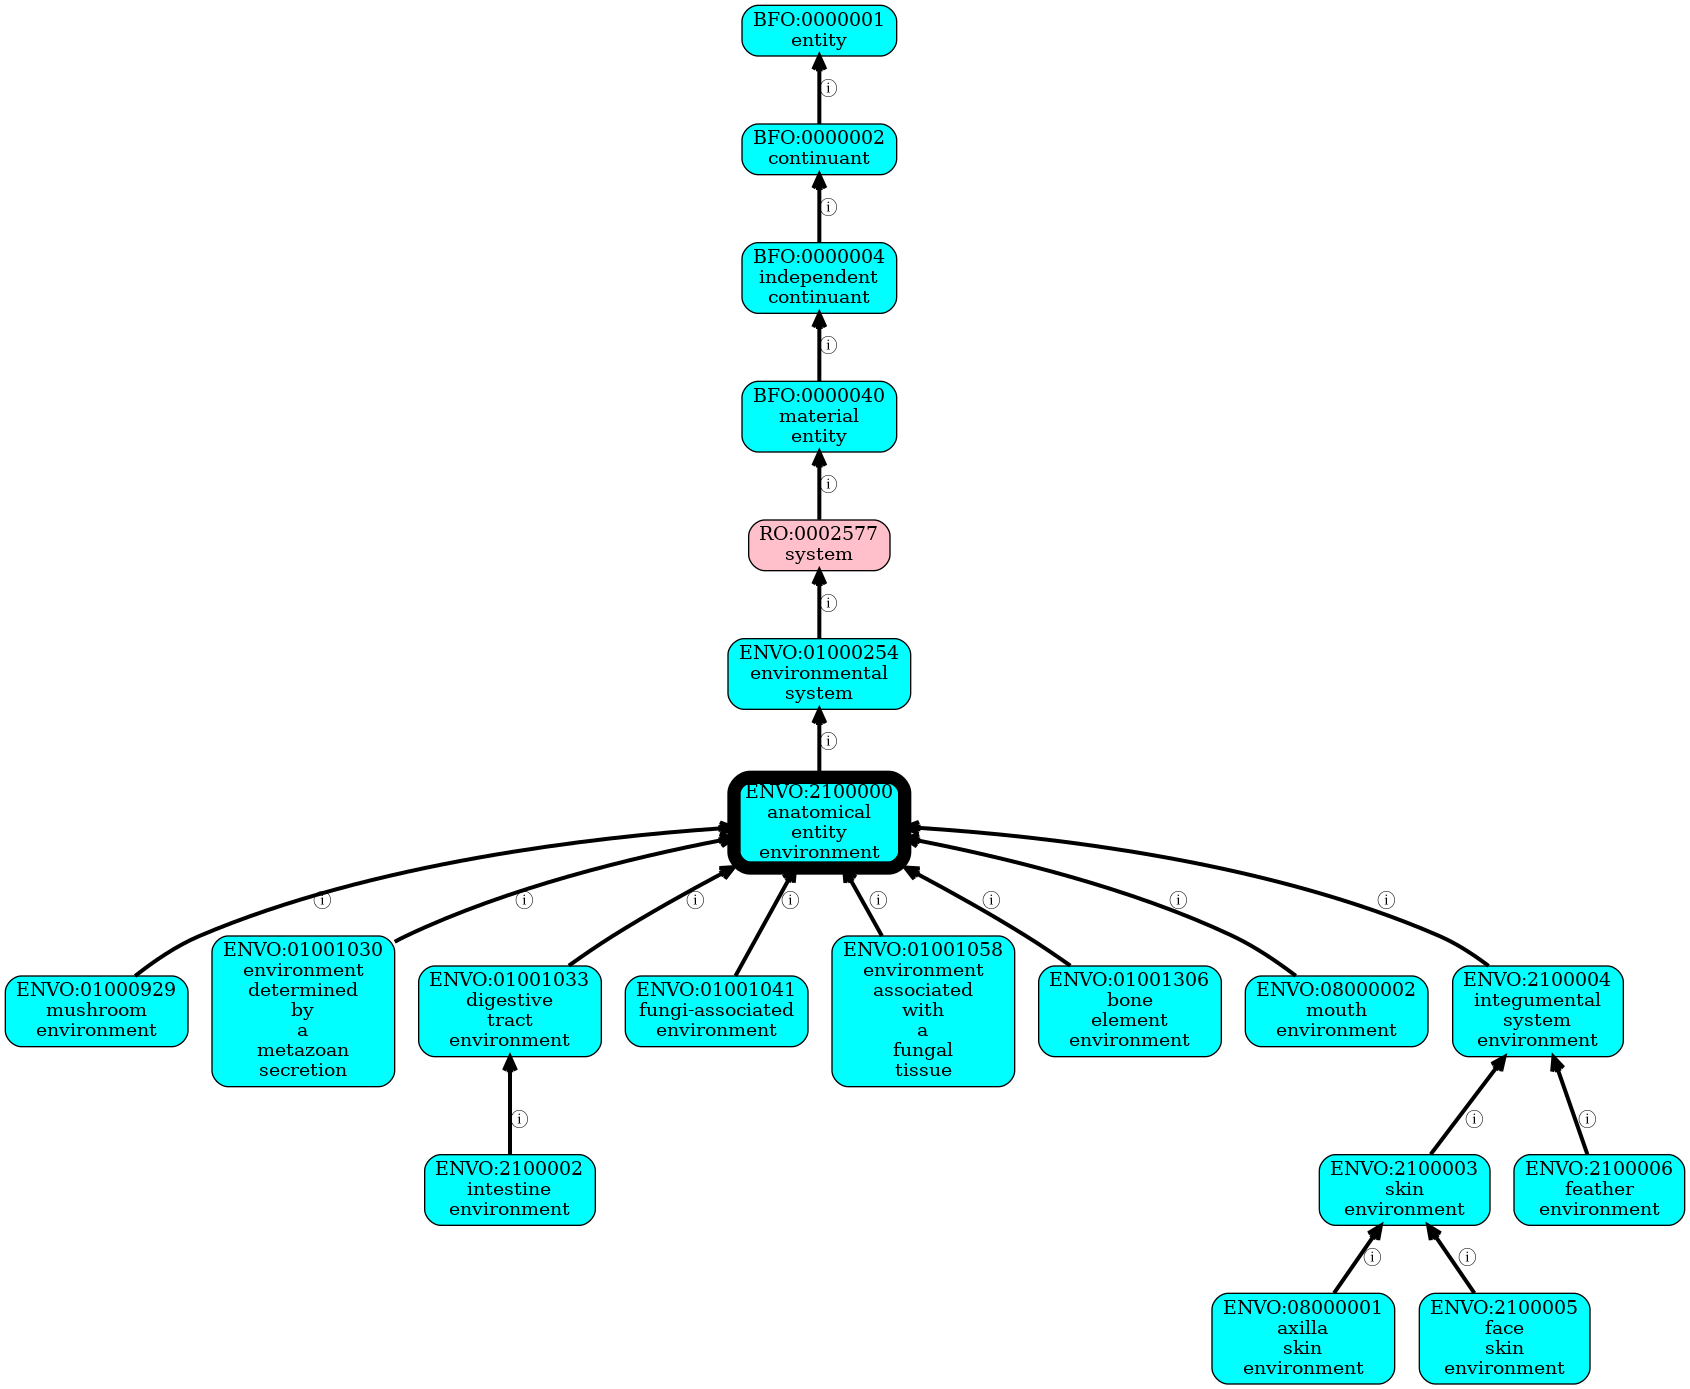 BFO:0000001
entity
ⓘ
BFO:0000002
continuant
ⓘ
BFO:0000004
independent
continuant
ⓘ
BFO:0000040
material
entity
ⓘ
RO:0002577
system
ⓘ
ENVO:01000254
environmental
system
ⓘ
ENVO:2100000
anatomical
entity
environment
ⓘ
ⓘ
ⓘ
ⓘ
ⓘ
ⓘ
ⓘ
ⓘ
ENVO:01000929
mushroom
environment
ENVO:01001030
environment
determined
by
a
metazoan
secretion
ENVO:01001033
digestive
tract
environment
ENVO:01001041
fungi-associated
environment
ENVO:01001058
environment
associated
with
a
fungal
tissue
ENVO:01001306
bone
element
environment
ENVO:08000002
mouth
environment
ENVO:2100004
integumental
system
environment
ⓘ
ⓘ
ⓘ
ENVO:2100002
intestine
environment
ENVO:2100003
skin
environment
ENVO:2100006
feather
environment
ⓘ
ⓘ
ENVO:08000001
axilla
skin
environment
ENVO:2100005
face
skin
environment